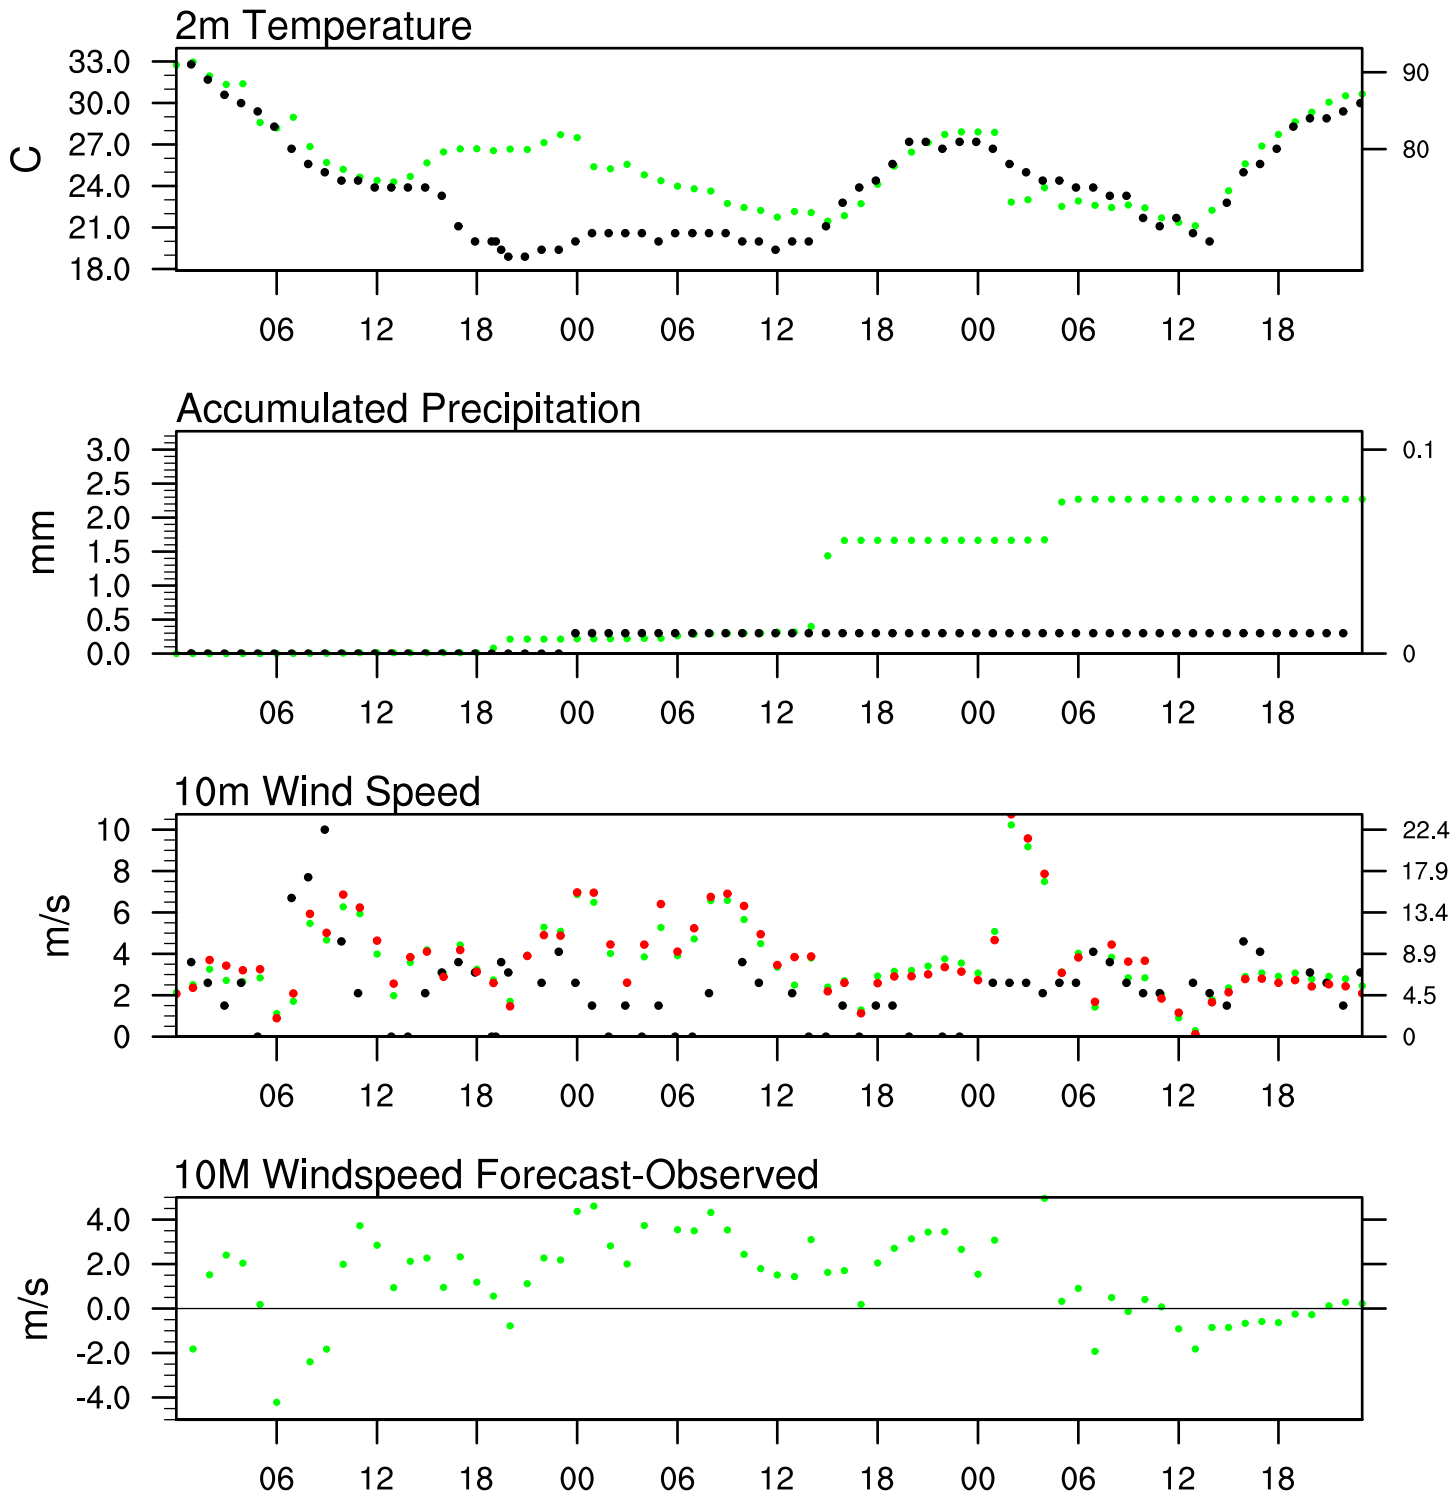 2m Temperature
33.0
30.0
27.0
24.0
21.0
18.0
C
90
80
06 12 18 00 06 12 18 00 06 12 18
Accumulated Precipitation
3.0
2.5
2.0
1.5
1.0
0.5
0.0
mm
0.1
0
06 12 18 00 06 12 18 00 06 12 18
10m Wind Speed
10
8
6
4
2
0
m/s
22.4
17.9
13.4
8.9
4.5
0
06 12 18 00 06 12 18 00 06 12 18
10M Windspeed Forecast-Observed
4.0
2.0
0.0
-2.0
-4.0
m/s
06 12 18 00 06 12 18 00 06 12 18